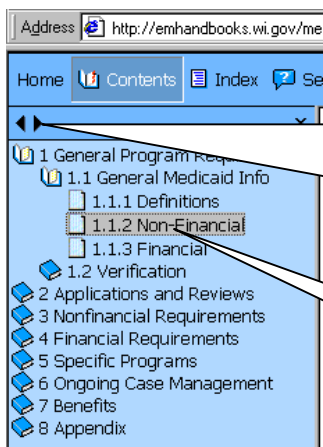 Address http://emhandbooks.wi.gov/me
Home Contents Index Se
1 General Program
1.1 General Medicaid Info
1.1.1 Definitions
1.1.2 Non-Financial
1.1.3 Financial
1.2 Verification
2 Applications and Reviews
3 Nonfinancial Requirements
4 Financial Requirements
5 Specific Programs
6 Ongoing Case Management
7 Benefits
8 Appendix